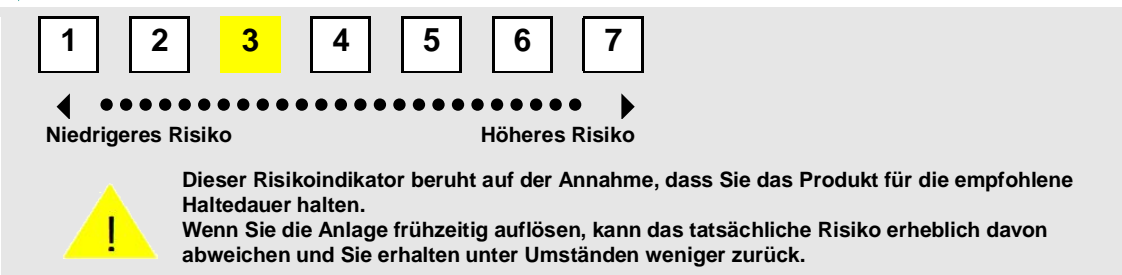 1 2 3 4 5 6 7
Niedrigeres Risiko Höheres Risiko
! Dieser Risikoindikator beruht auf der Annahme, dass Sie das Produkt für die empfohlene
Haltedauer halten.
Wenn Sie die Anlage frühzeitig auflösen, kann das tatsächliche Risiko erheblich davon
abweichen und Sie erhalten unter Umständen weniger zurück.